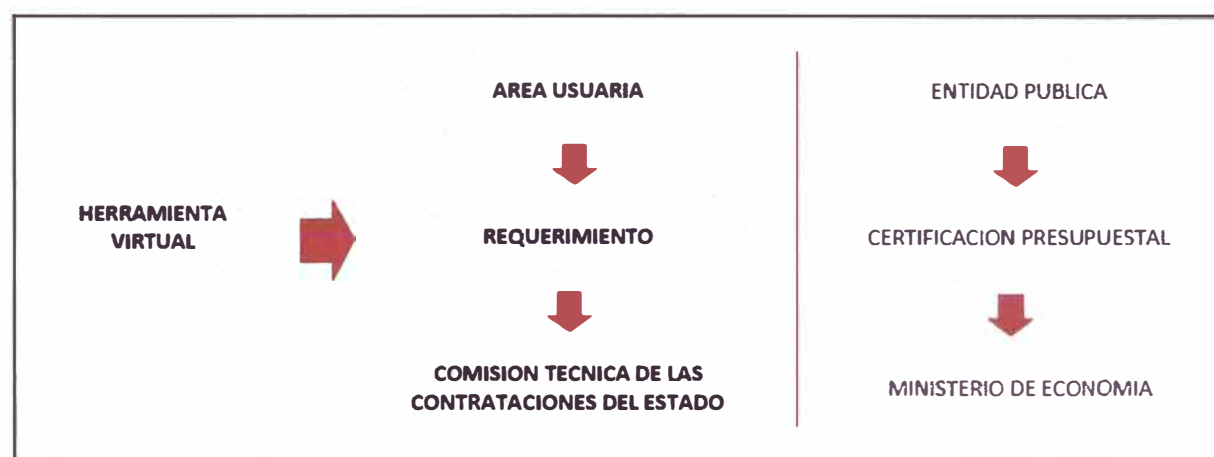 HERRAMIENTA
VIRTUAL
AREA USUARIA
REQUERIMIENTO
COMISION TECNICA DE LAS
CONTRATACIONES DEL ESTADO
ENTIDAD PUBLICA
CERTIFICACION PRESUPUESTAL
MINISTERIO DE ECONOMIA